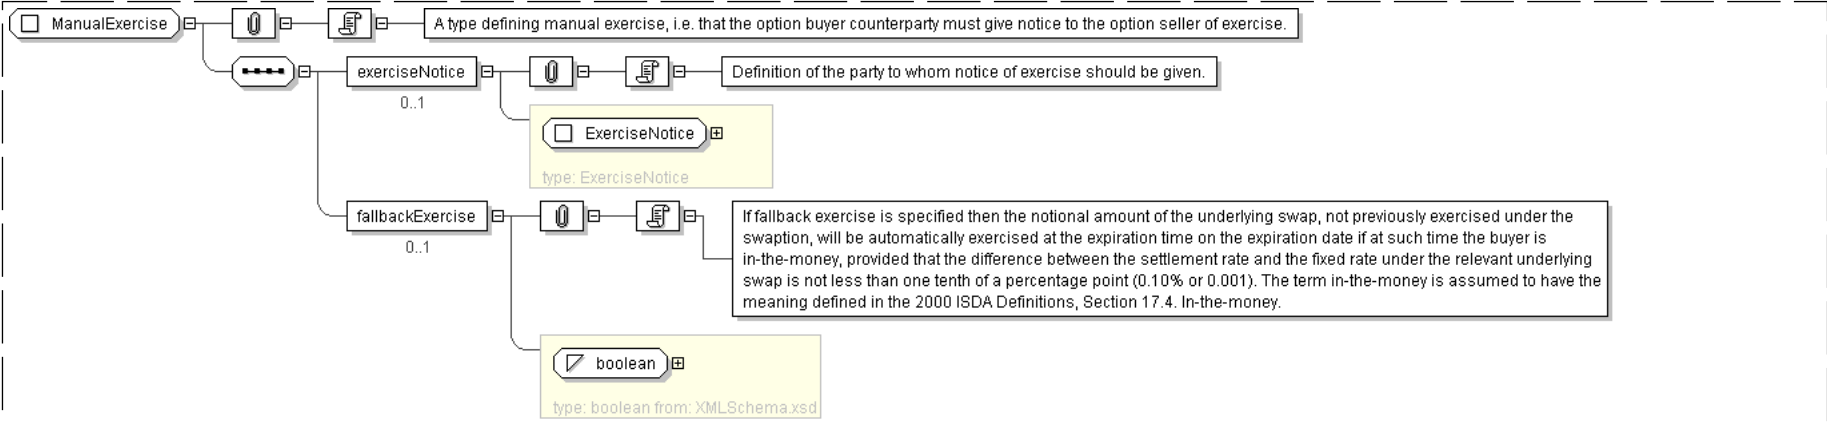 ManualExercise
A type defining manual exercise, i.e. that the option buyer counterparty must give notice to the option seller of exercise.
exerciseNotice
Definition of the party to whom notice of exercise should be given.
0..1
ExerciseNotice
type: ExerciseNotice
fallbackExercise
0..1
If fallback exercise is specified then the notional amount of the underlying swap, not previously exercised under the
swaption, will be automatically exercised at the expiration time on the expiration date if at such time the buyer is
in-the-money, provided that the difference between the settlement rate and the fixed rate under the relevant underlying
swap is not less than one tenth of a percentage point (0.10% or 0.001). The term in-the-money is assumed to have the
meaning defined in the 2000 ISDA Definitions, Section 17.4. In-the-money.
boolean
type: boolean from: XMLSchema.xsd